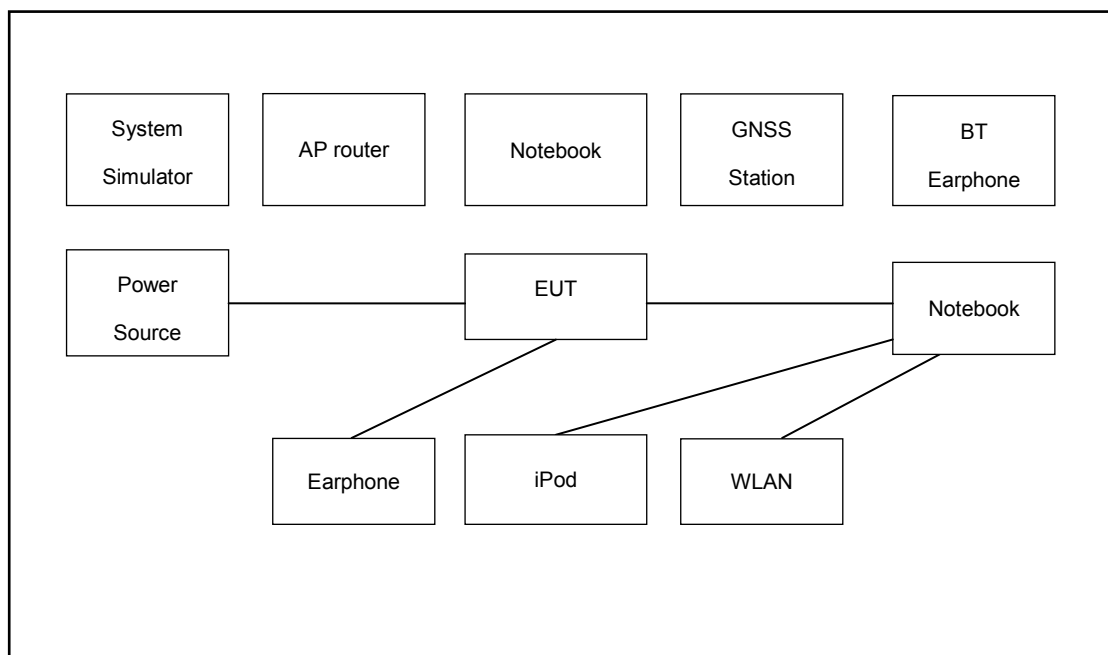 System
Simulator
AP router
Notebook
GNSS
Station
BT
Earphone
Power
Source
EUT
Notebook
Earphone
iPod
WLAN